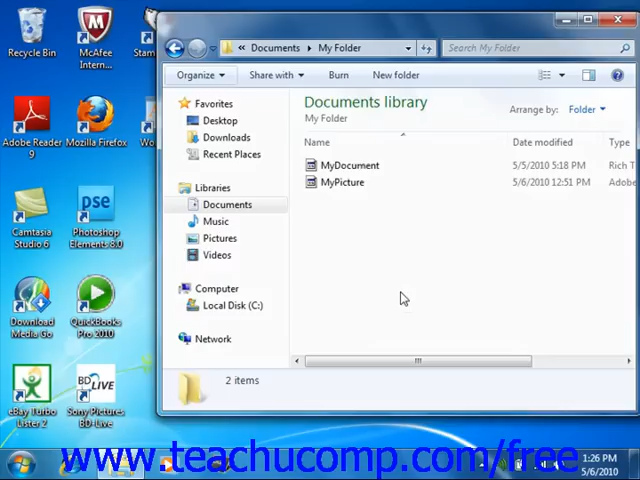 Recycle Bin
McAfee Intern...
Stam
Adobe Reader 9
Mozilla Firefox
Wo
Camtasia Studio 6
pse
Photoshop Elements 8.0
Download Media Go
QuickBooks Pro 2010
eBay Turbo Lister 2
BD LIVE
Sony Pictures BD-Live
« Documents My Folder
Search My Folder
Organize Share with Burn New folder
Favorites
Desktop
Downloads
Recent Places
Libraries
Documents
Music
Pictures
Videos
Computer
Local Disk (C:)
Network
Documents library
My Folder
Arrange by: Folder
Name Date modified Type
MyDocument 5/5/2010 5:18 PM Rich T
MyPicture 5/6/2010 12:51 PM Adobe
2 items
www.teachucomp.com/free
1:26 PM
5/6/2010